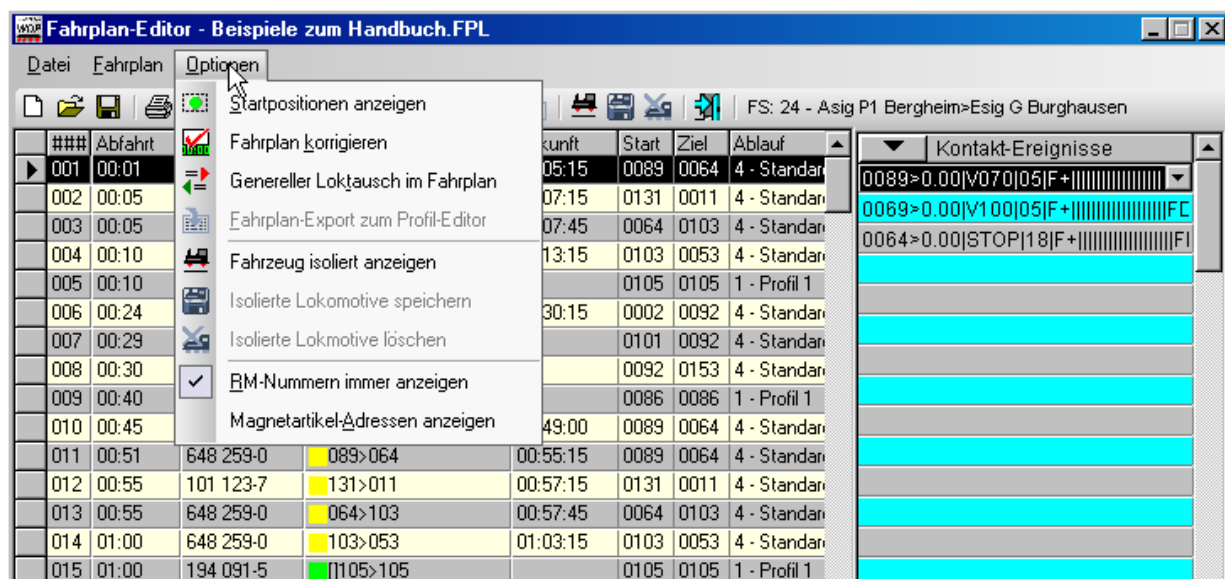 Fahrplan-Editor - Beispiele zum Handbuch.FPL
Datei Fahrplan Optionen
FS: 24 - Asig P1 Bergheim>Esig G Burghausen
Startpositionen anzeigen
Fahrplan korrigieren
Genereller Loktausch im Fahrplan
Fahrplan-Export zum Profil-Editor
Fahrzeug isoliert anzeigen
Isolierte Lokomotive speichern
Isolierte Lokmotive löschen
RM-Nummern immer anzeigen
Magnetartikel-Adressen anzeigen
### Abfahrt kunft Start Ziel Ablauf
001 00:01 05:15 0089 0064 4 - Standar
002 00:05 07:15 0131 0011 4 - Standar
003 00:05 07:45 0064 0103 4 - Standar
004 00:10 13:15 0103 0053 4 - Standar
005 00:10 0105 0105 1 - Profil 1
006 00:24 30:15 0002 0092 4 - Standar
007 00:29 0101 0092 4 - Standar
008 00:30 0092 0153 4 - Standar
009 00:40 0086 0086 1 - Profil 1
010 00:45 49:00 0089 0064 4 - Standar
011 00:51 648 259-0 089>064 00:55:15 0089 0064 4 - Standar
012 00:55 101 123-7 131>011 00:57:15 0131 0011 4 - Standar
013 00:55 648 259-0 064>103 00:57:45 0064 0103 4 - Standar
014 01:00 648 259-0 103>053 01:03:15 0103 0053 4 - Standar
015 01:00 194 091-5 []105>105 0105 0105 1 - Profil 1
Kontakt-Ereignisse
0089>0.00|V070|05|F+||||||||||||||||||
0069>0.00|V100|05|F+|||||||||||||||||||FD
0064>0.00|STOP|18|F+|||||||||||||||||||F